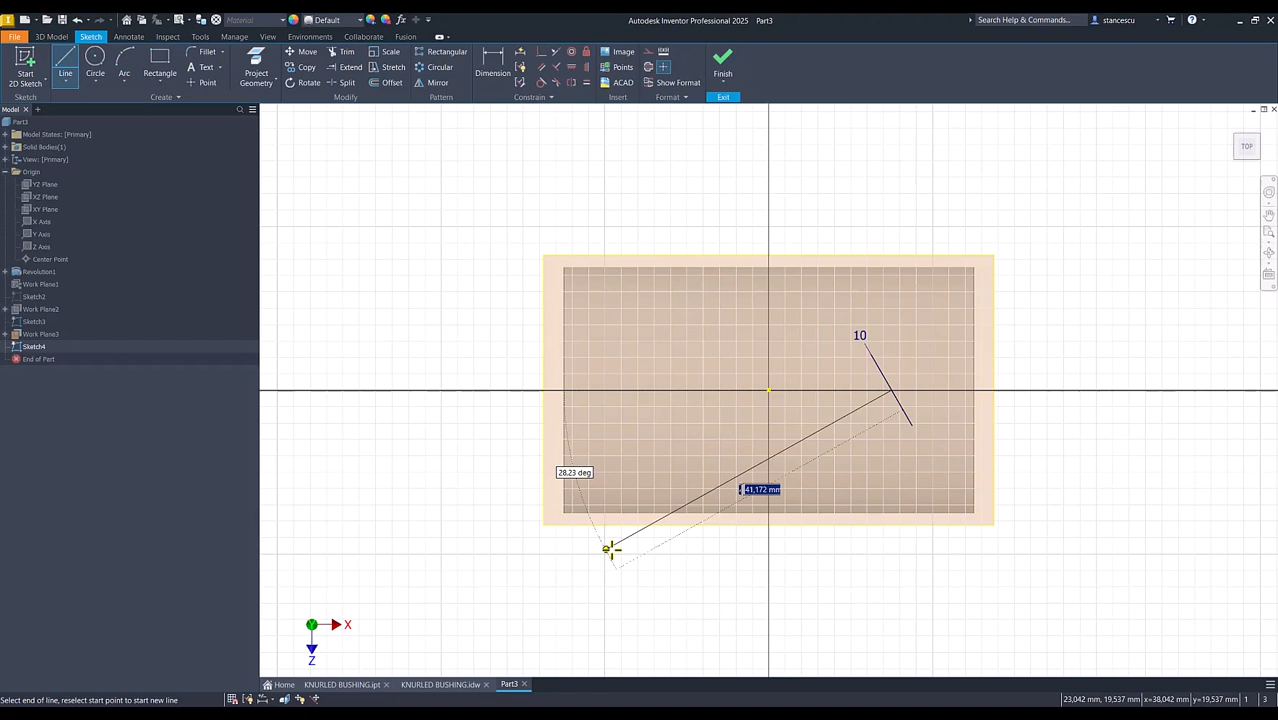 Material
Default
Autodesk Inventor Professional 2025 Part3
Search Help & Commands...
stancescu
File
3D Model
Sketch
Annotate
Inspect
Tools
Manage
View
Environments
Collaborate
Fusion
Start
2D Sketch
Line
Circle
Arc
Rectangle
Fillet
Text
Point
Project
Geometry
Move
Copy
Rotate
Trim
Extend
Split
Scale
Stretch
Offset
Rectangular
Circular
Mirror
Dimension
Image
Points
ACAD
Show Format
Finish
Sketch
Create
Modify
Pattern
Constrain
Insert
Format
Exit
Model
Part3
Model States: [Primary]
Solid Bodies(1)
View: [Primary]
Origin
YZ Plane
XZ Plane
XY Plane
X Axis
Y Axis
Z Axis
Center Point
Revolution1
Work Plane1
Sketch2
Work Plane2
Sketch3
Work Plane3
Sketch4
End of Part
TOP
10
28,23 deg
41,172 mm
Y
X
Z
Home
KNURLED BUSHING.ipt
KNURLED BUSHING.idw
Part3
Select end of line, reselect start point to start new line
23,042 mm, 19,537 mm
x=38,042 mm
y=19,537 mm
1
3